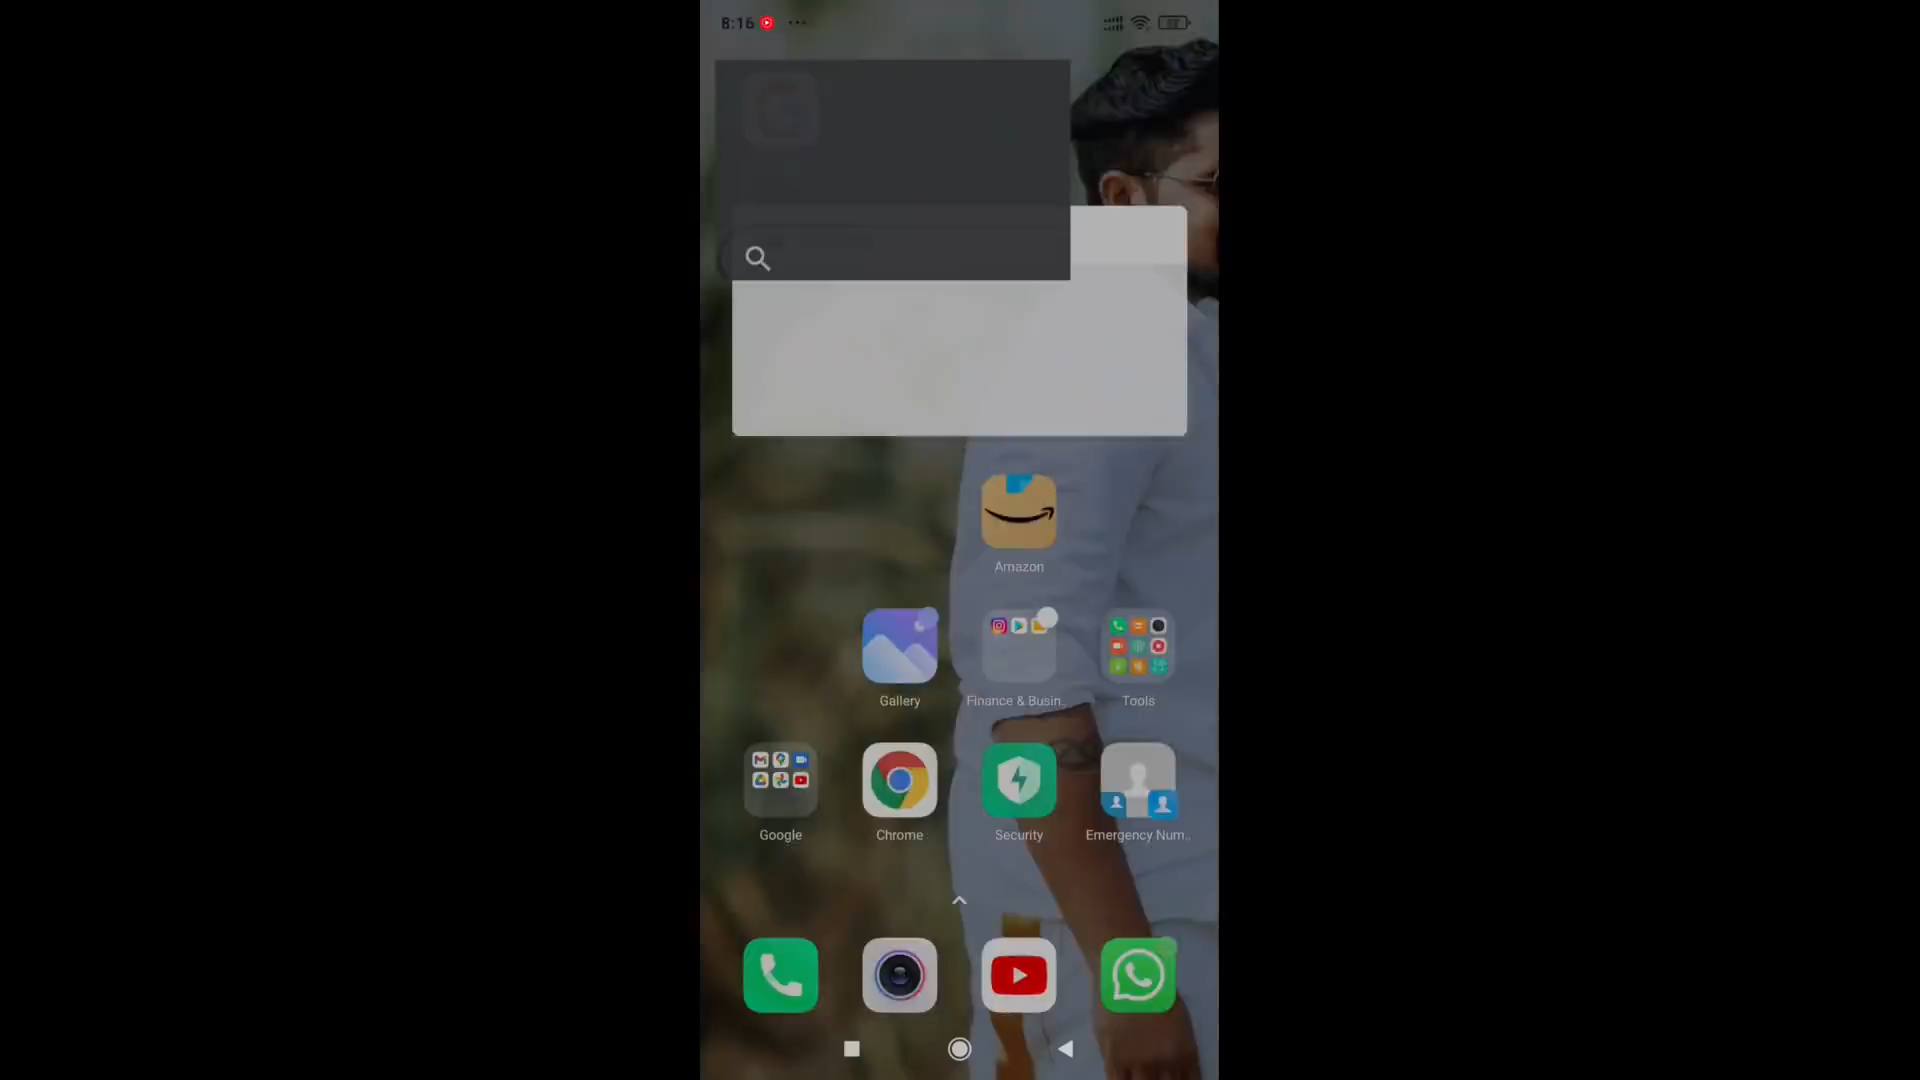 8:16
Amazon
Gallery
Finance & Busin..
Tools
Google
Chrome
Security
Emergency Num..